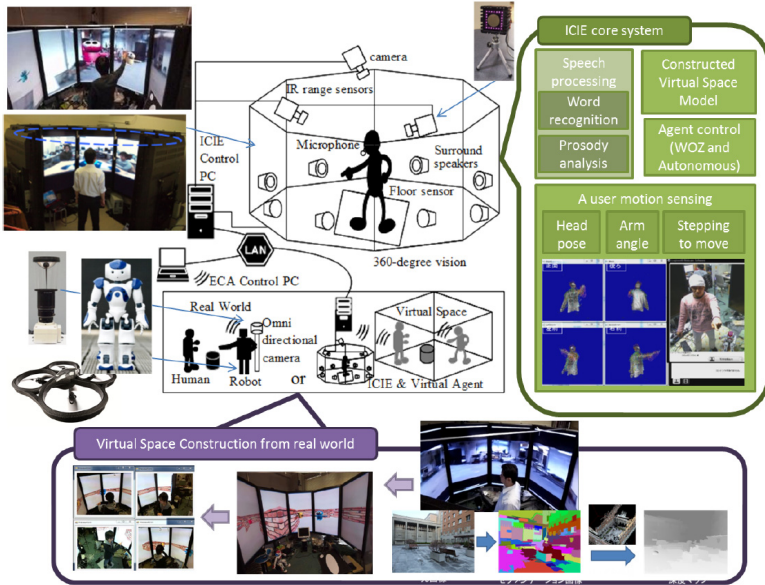 ICIE core system
Speech
processing
Word
recognition
Prosody
analysis
Constructed
Virtual Space
Model
Agent control
(WOZ and
Autonomous)
A user motion sensing
Head
pose
Arm
angle
Stepping
to move
camera
IR range sensors
Microphone
Surround
speakers
Floor sensor
360-degree vision
ICIE
Control
PC
LAN
ECA Control PC
Real World
Omni
directional
camera
Human
Robot
or
Virtual Space
ICIE & Virtual Agent
Virtual Space Construction from real world